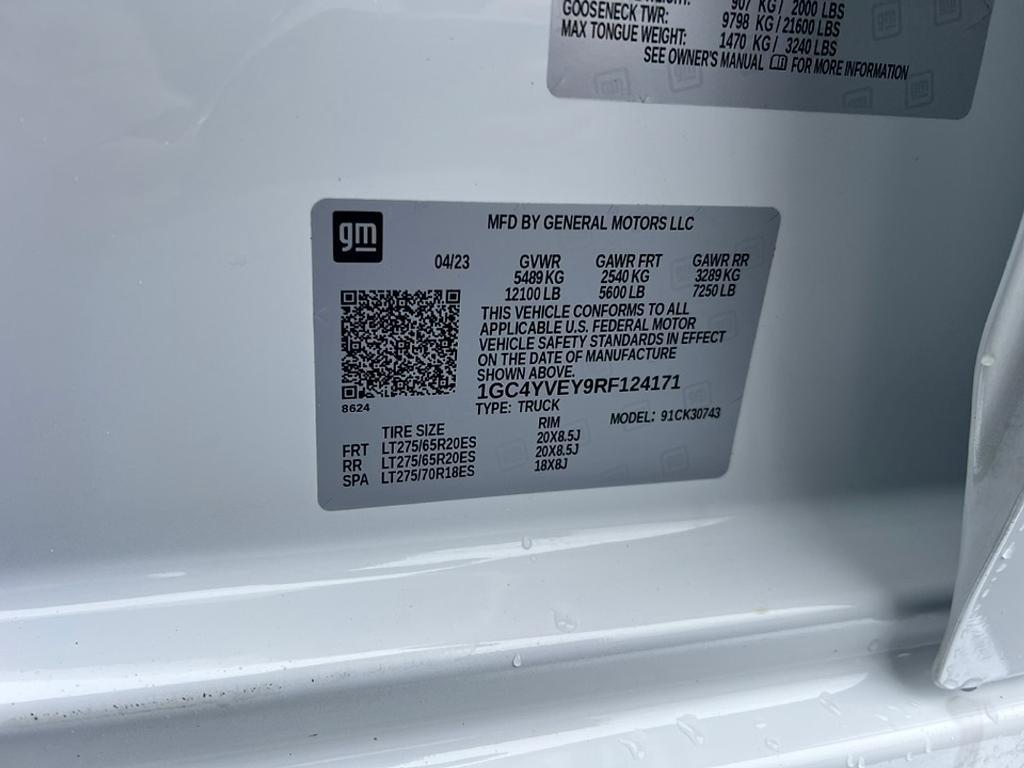 907 KG / 2000 LBS
GOOSENECK TWR: 9798 KG / 21600 LBS
MAX TONGUE WEIGHT: 1470 KG / 3240 LBS
SEE OWNER'S MANUAL FOR MORE INFORMATION
gm
MFD BY GENERAL MOTORS LLC
04/23 GVWR GAWR FRT GAWR RR
5489 KG 2540 KG 3289 KG
12100 LB 5600 LB 7250 LB
THIS VEHICLE CONFORMS TO ALL
APPLICABLE U.S. FEDERAL MOTOR
VEHICLE SAFETY STANDARDS IN EFFECT
ON THE DATE OF MANUFACTURE
SHOWN ABOVE.
1GC4YVEY9RF124171
8624
TYPE: TRUCK MODEL: 91CK30743
TIRE SIZE RIM
FRT LT275/65R20ES 20X8.5J
RR LT275/65R20ES 20X8.5J
SPA LT275/70R18ES 18X8J